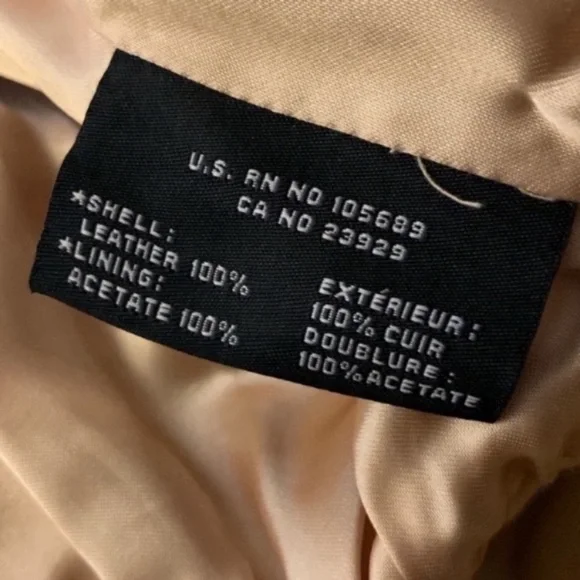 U.S. RN NO 105689
CA NO 23929
*SHELL:
LEATHER 100%
*LINING:
ACETATE 100%
EXTÉRIEUR:
100% CUIR
DOUBLURE:
100% ACETATE